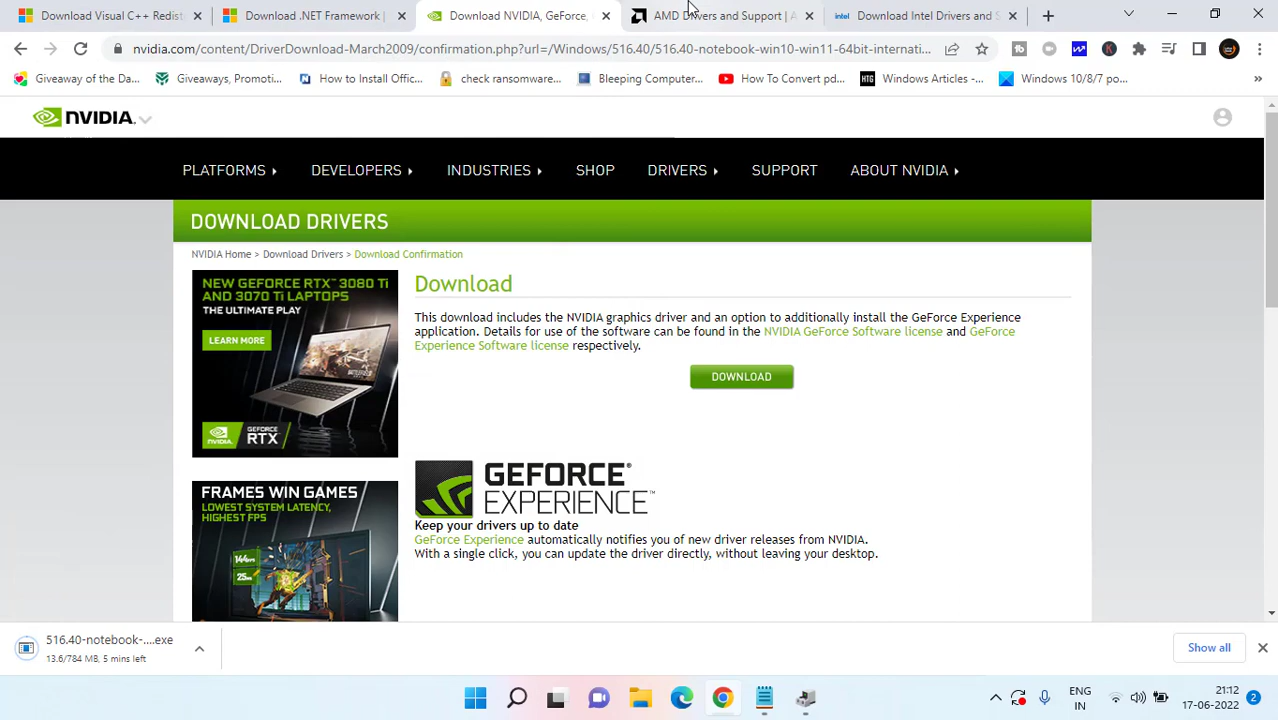 Download Visual C++ Redist
Download .NET Framework |
Download NVIDIA, GeForce,
AMD Drivers and Support | A
intel Download Intel Drivers and S
nvidia.com/content/DriverDownload-March2009/confirmation.php?url=/Windows/516.40/516.40-notebook-win10-win11-64bit-internati...
Giveaway of the Da...
Giveaways, Promoti...
How to Install Offic...
check ransomware...
Bleeping Computer...
How To Convert pd...
HTG Windows Articles -...
Windows 10/8/7 po...
»
NVIDIA.
PLATFORMS
DEVELOPERS
INDUSTRIES
SHOP
DRIVERS
SUPPORT
ABOUT NVIDIA
DOWNLOAD DRIVERS
NVIDIA Home > Download Drivers > Download Confirmation
NEW GEFORCE RTX™ 3080 Ti
AND 3070 Ti LAPTOPS
THE ULTIMATE PLAY
LEARN MORE
GEFORCE
RTX
Download
This download includes the NVIDIA graphics driver and an option to additionally install the GeForce Experience
application. Details for use of the software can be found in the NVIDIA GeForce Software license and GeForce
Experience Software license respectively.
DOWNLOAD
FRAMES WIN GAMES
LOWEST SYSTEM LATENCY,
HIGHEST FPS
GEFORCE®
EXPERIENCE™
Keep your drivers up to date
GeForce Experience automatically notifies you of new driver releases from NVIDIA.
With a single click, you can update the driver directly, without leaving your desktop.
516.40-notebook-....exe
13.6/784 MB, 5 mins left
Show all
ENG
IN
21:12
17-06-2022
2